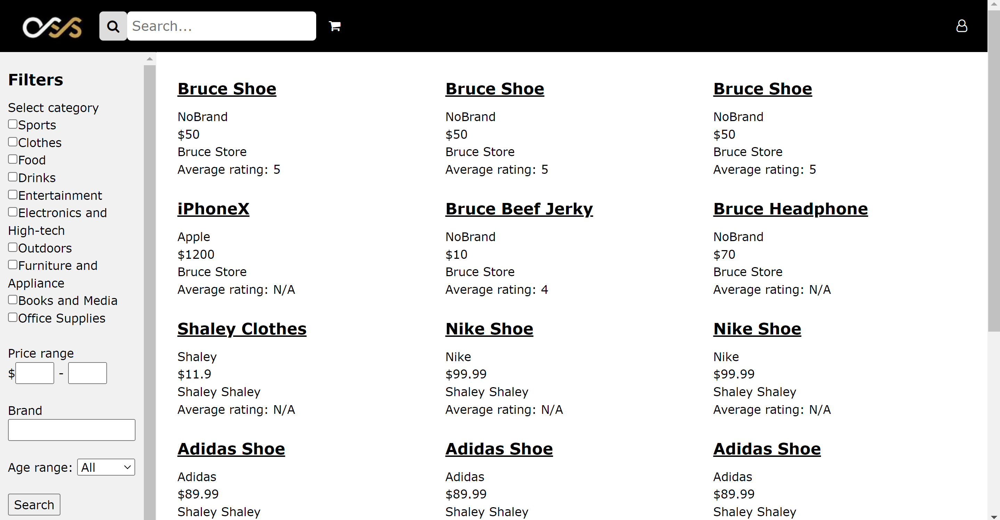 Search...
Filters
Select category
Sports
Clothes
Food
Drinks
Entertainment
Electronics and
High-tech
Outdoors
Furniture and
Appliance
Books and Media
Office Supplies
Price range
$ -
Brand
Age range: All
Search
Bruce Shoe
NoBrand
$50
Bruce Store
Average rating: 5
Bruce Shoe
NoBrand
$50
Bruce Store
Average rating: 5
Bruce Shoe
NoBrand
$50
Bruce Store
Average rating: 5
iPhoneX
Apple
$1200
Bruce Store
Average rating: N/A
Bruce Beef Jerky
NoBrand
$10
Bruce Store
Average rating: 4
Bruce Headphone
NoBrand
$70
Bruce Store
Average rating: N/A
Shaley Clothes
Shaley
$11.9
Shaley Shaley
Average rating: N/A
Nike Shoe
Nike
$99.99
Shaley Shaley
Average rating: N/A
Nike Shoe
Nike
$99.99
Shaley Shaley
Average rating: N/A
Adidas Shoe
Adidas
$89.99
Shaley Shaley
Adidas Shoe
Adidas
$89.99
Shaley Shaley
Adidas Shoe
Adidas
$89.99
Shaley Shaley